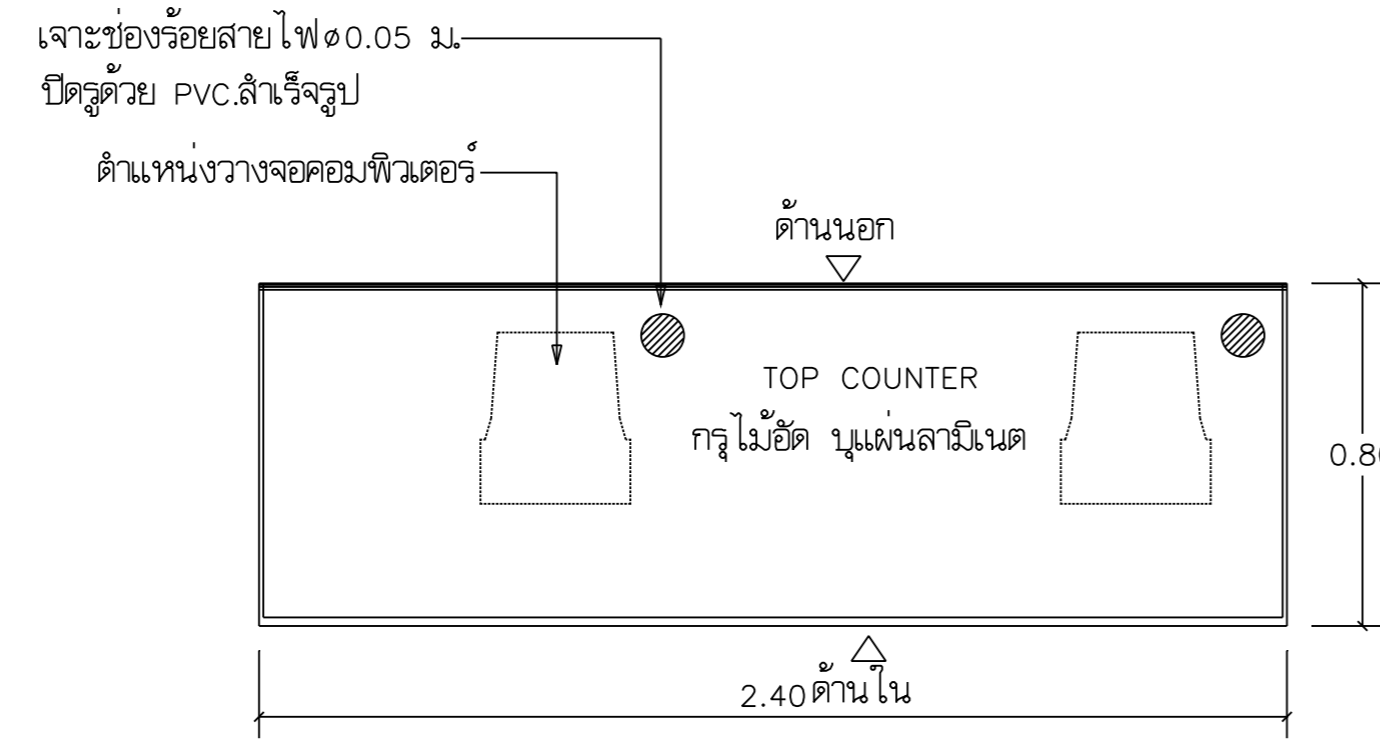 เจาะช่องร้อยสายไฟø0.05 ม.
ปิดรูด้วย PVC.สำเร็จรูป
ตำแหน่งวางจอคอมพิวเตอร์
ด้านนอก
TOP COUNTER
กรุไม้อัด บุแผ่นลามิเนต
0.80
2.40
ด้านใน